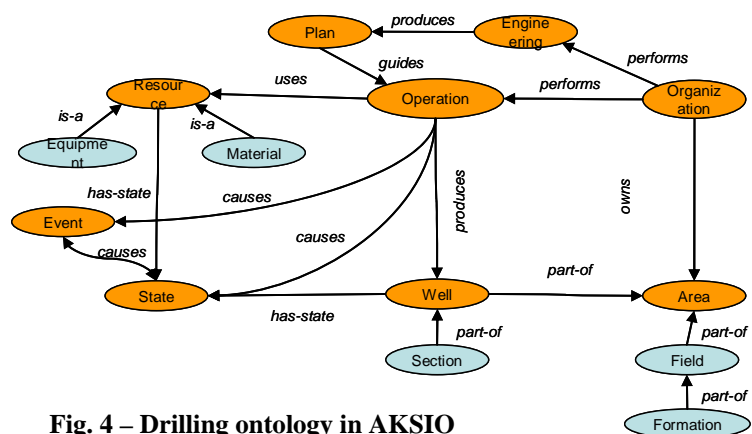 produces
Engine
ering
Plan
performs
guides
Resour
ce
uses
Operation
performs
Organiz
ation
is-a
is-a
Equipme
nt
Material
has-state
causes
produces
owns
Event
causes
causes
part-of
State
Well
Area
has-state
part-of
part-of
Section
Field
part-of
Fig. 4 – Drilling ontology in AKSIO
Formation